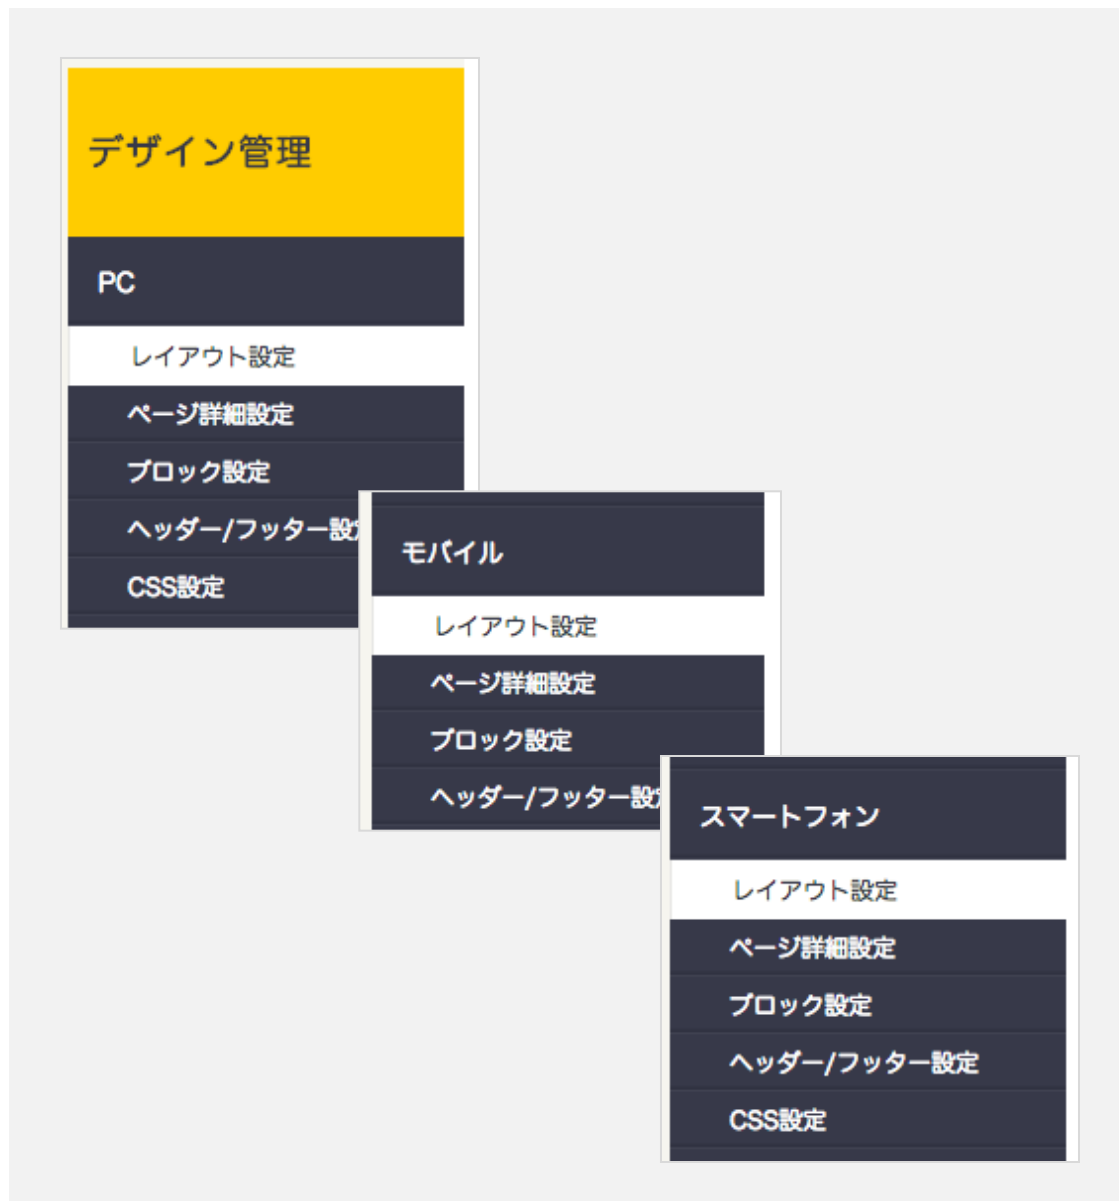 デザイン管理
PC
レイアウト設定
ページ詳細設定
ブロック設定
ヘッダー/フッター設
CSS設定
モバイル
レイアウト設定
ページ詳細設定
ブロック設定
ヘッダー/フッター設
スマートフォン
レイアウト設定
ページ詳細設定
ブロック設定
ヘッダー/フッター設定
CSS設定